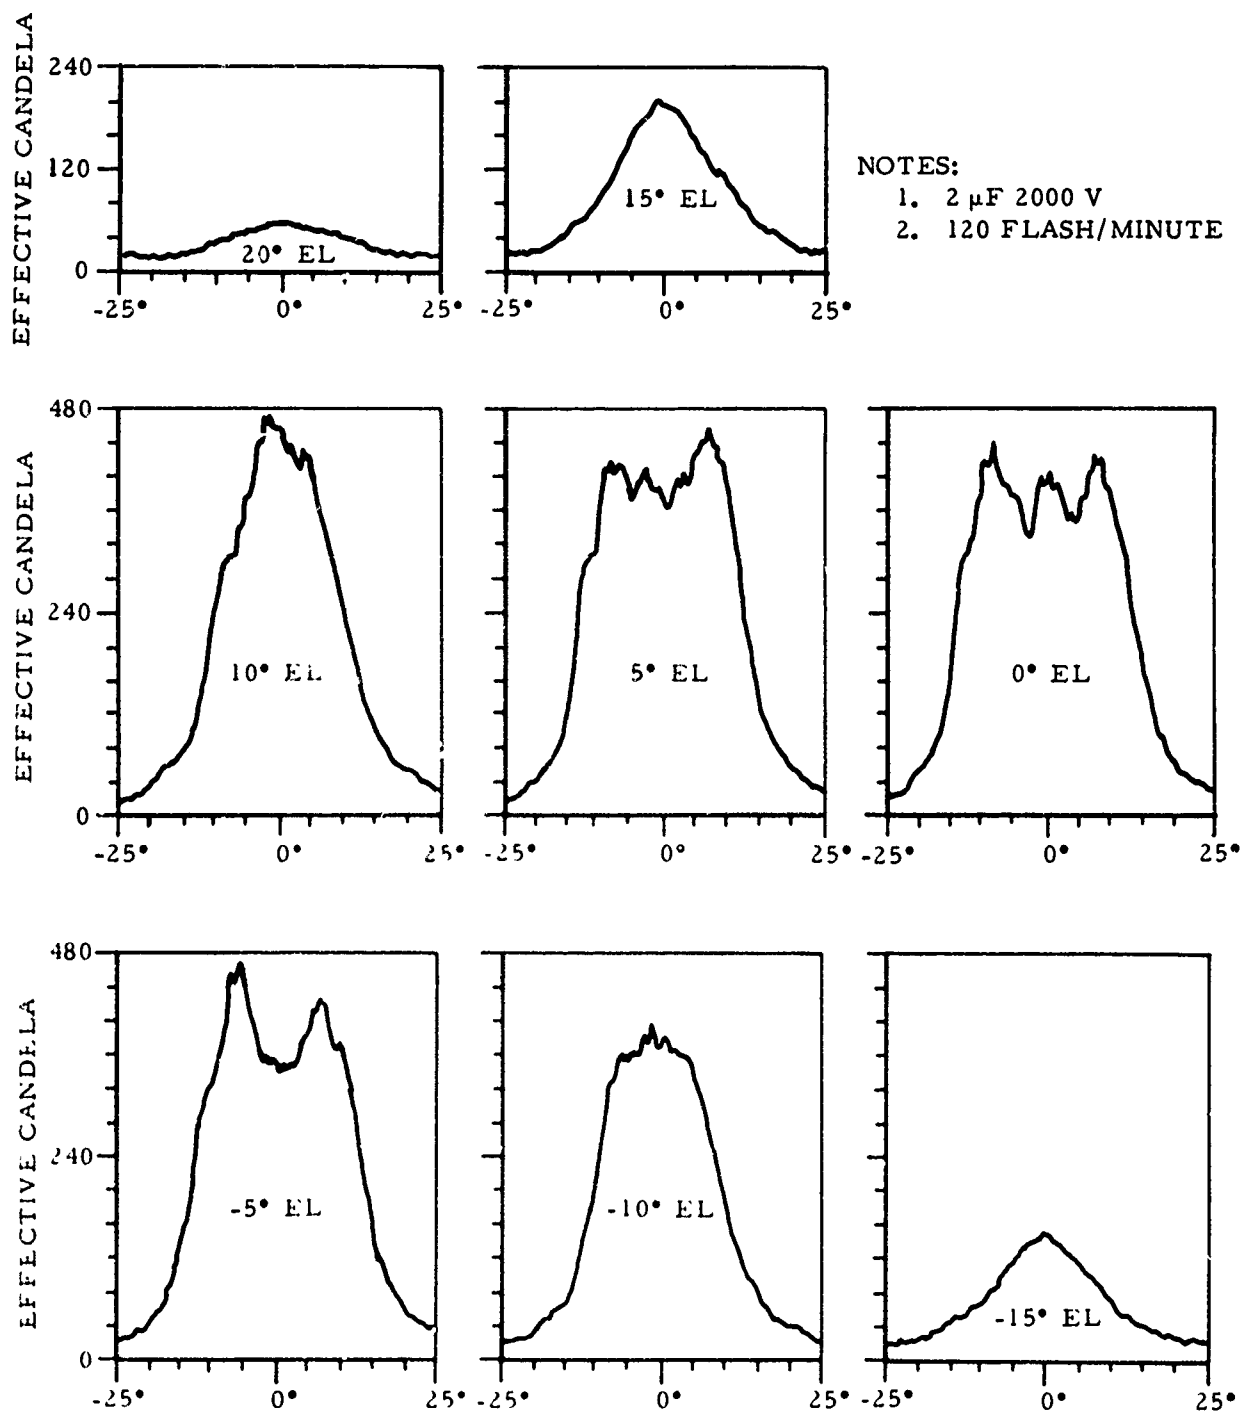 EFFECTIVE CANDELA
240
120
0
20° EL
-25° 0° 25°
15° EL
-25° 0° 25°
NOTES:
1. 2 µF 2000 V
2. 120 FLASH/MINUTE
EFFECTIVE CANDELA
480
240
0
10° EL
-25° 0° 25°
5° EL
-25° 0° 25°
0° EL
-25° 0° 25°
EFFECTIVE CANDELA
480
240
0
-5° EL
-25° 0° 25°
-10° EL
-25° 0° 25°
-15° EL
-25° 0° 25°